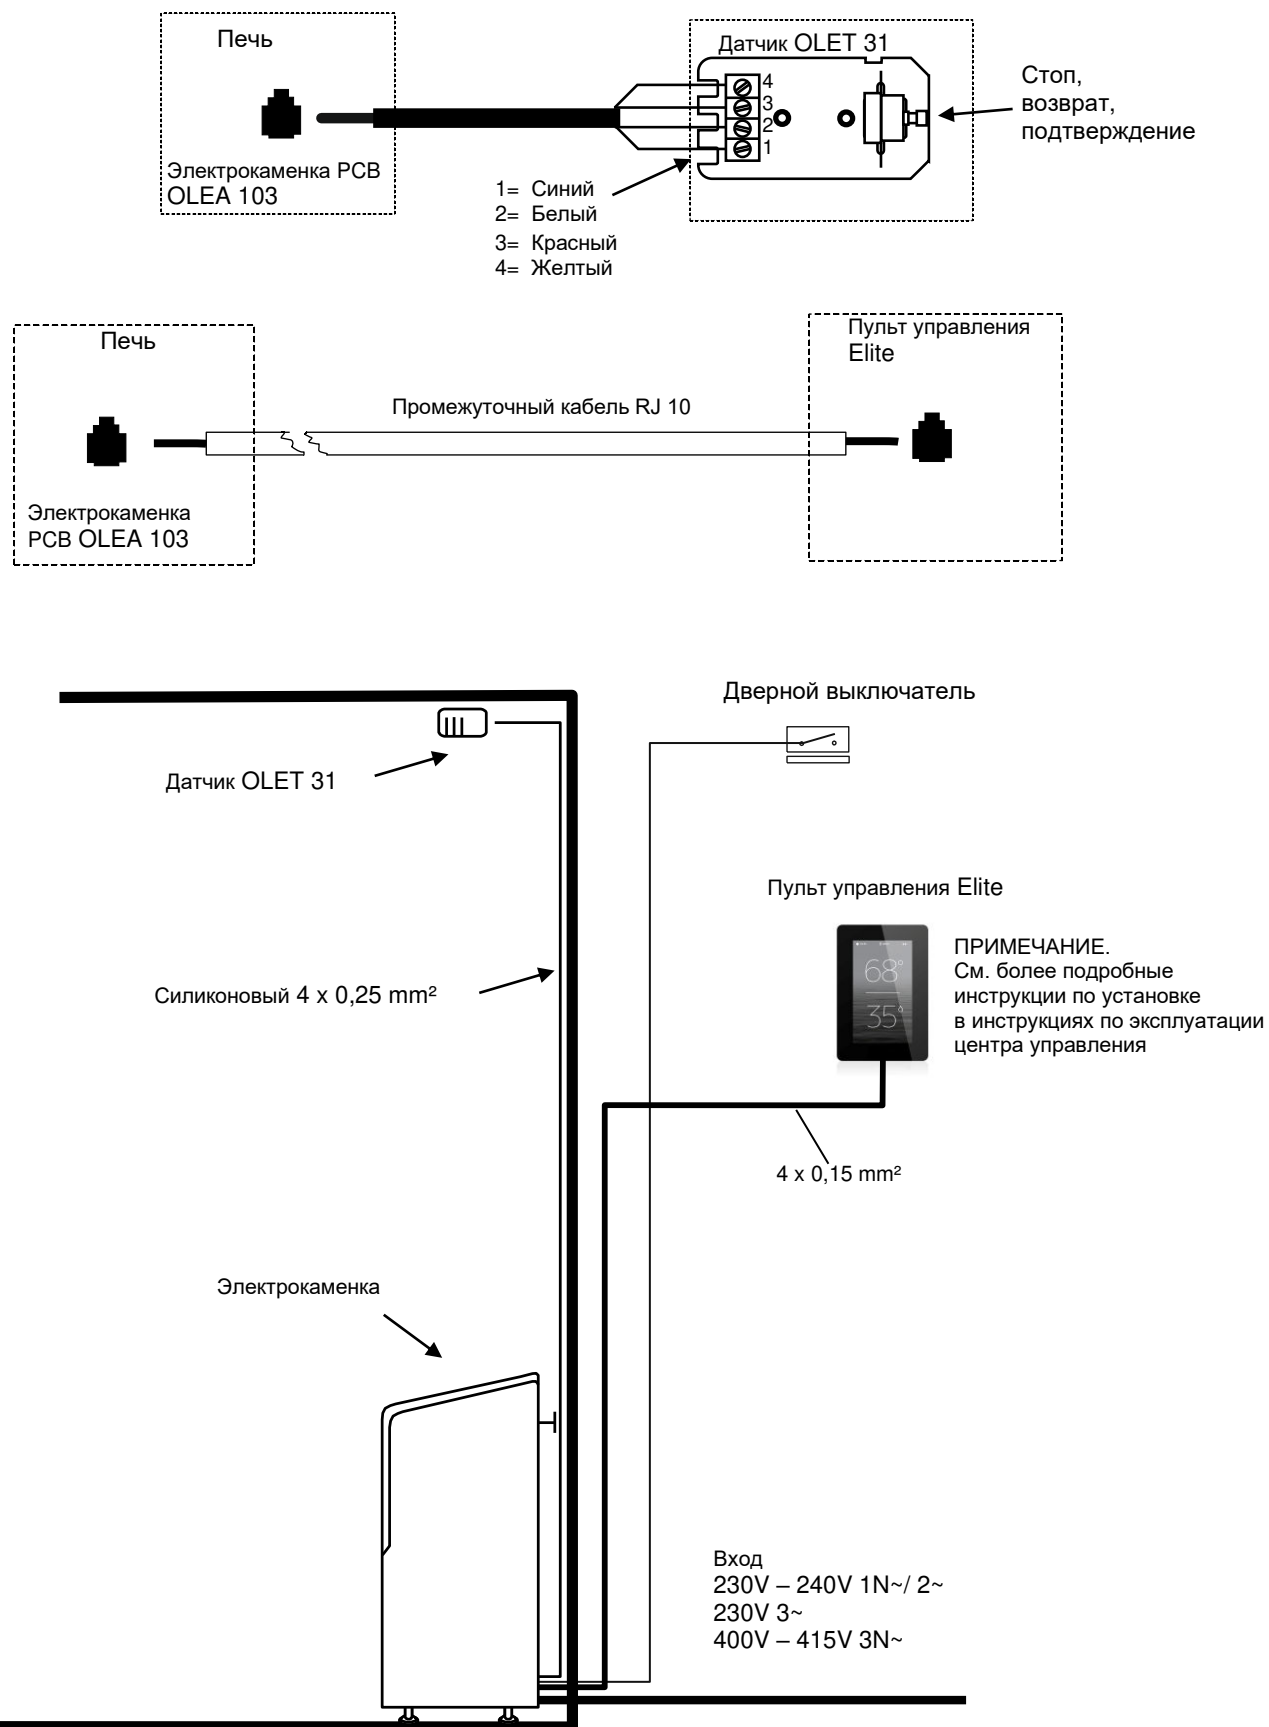 Печь
Датчик OLET 31
4
3
2
1
Стоп,
возврат,
подтверждение
Электрокаменка PCB
OLEA 103
1= Синий
2= Белый
3= Красный
4= Желтый
Печь
Пульт управления
Elite
Промежуточный кабель RJ 10
Электрокаменка
PCB OLEA 103
Дверной выключатель
Датчик OLET 31
Пульт управления Elite
68°
35°
ПРИМЕЧАНИЕ.
См. более подробные
инструкции по установке
в инструкциях по эксплуатации
центра управления
Силиконовый 4 x 0,25 mm²
4 x 0,15 mm²
Электрокаменка
Вход
230V – 240V 1N~/ 2~
230V 3~
400V – 415V 3N~